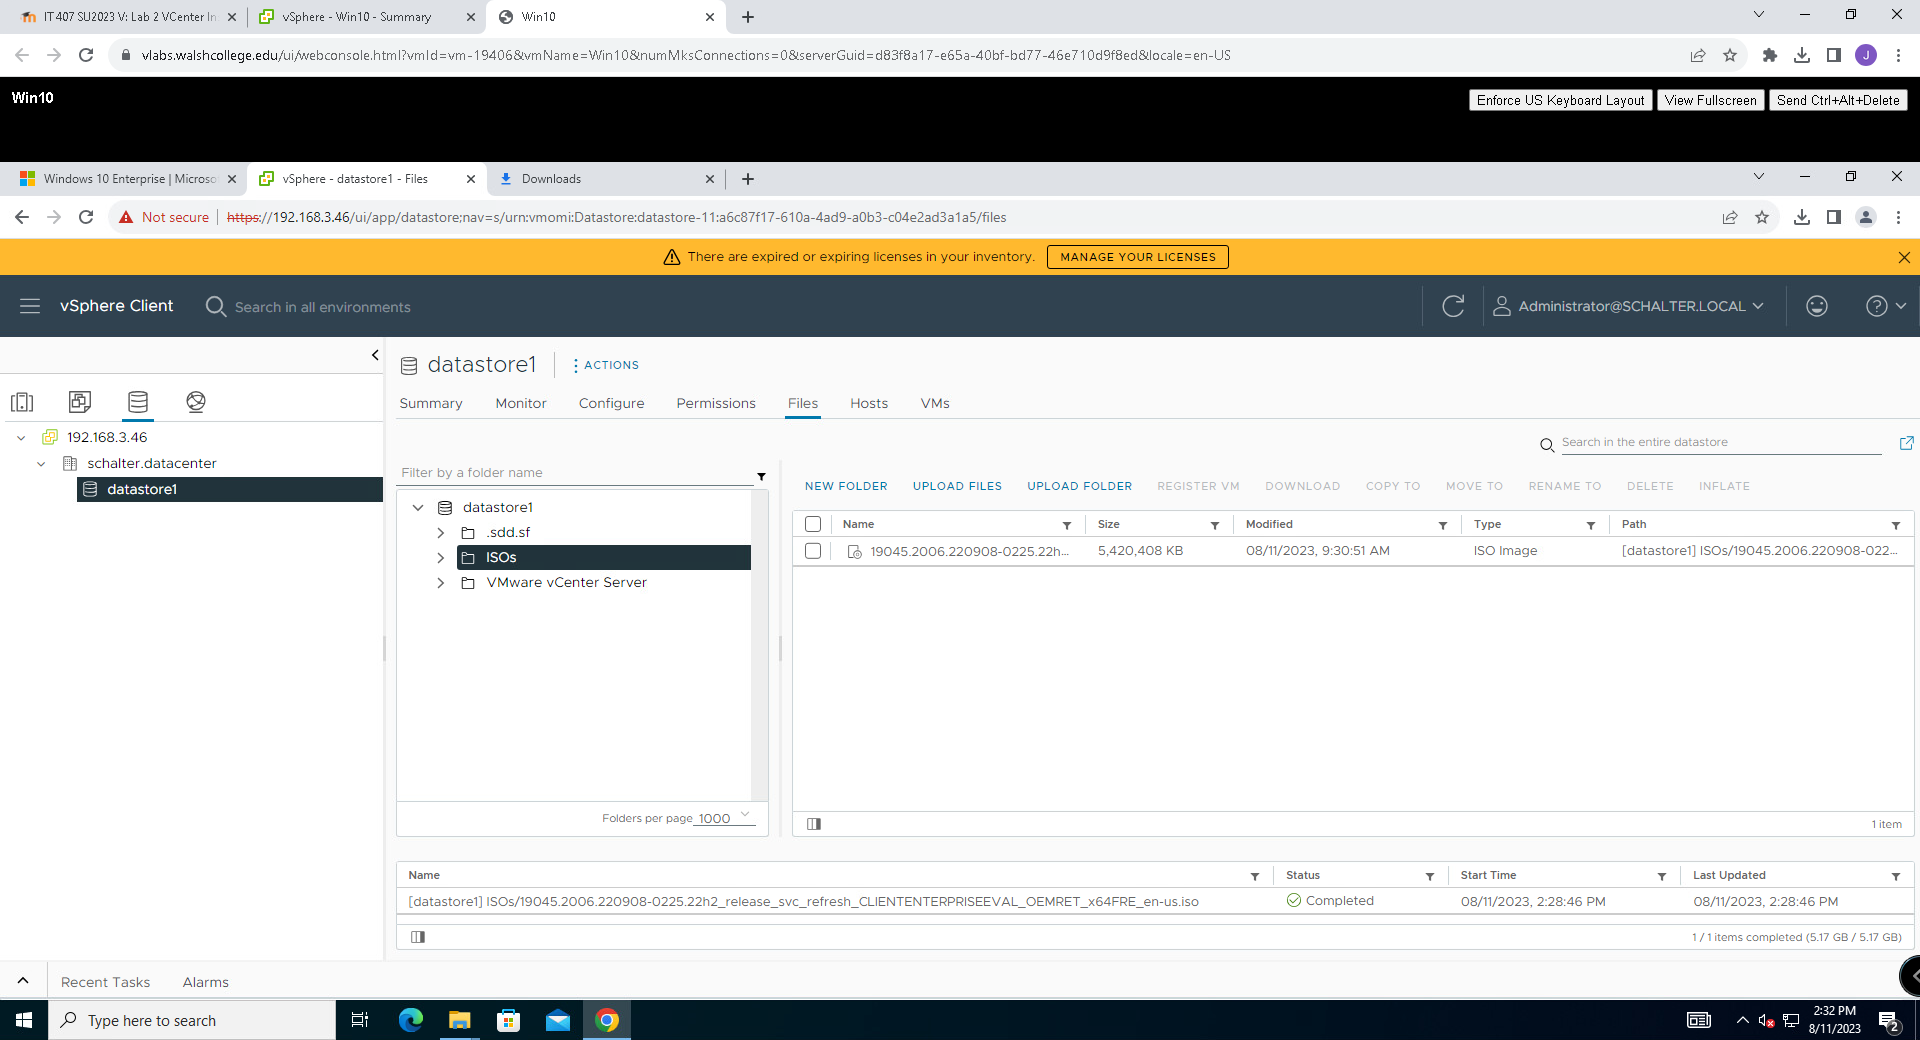 IT 407 SU2023 V: Lab 2 VCenter In
vSphere - Win10 - Summary
Win10
vlabs.walshcollege.edu/ui/webconsole.html?vmId=vm-19406&vmName=Win10&numMksConnections=0&serverGuid=d83f8a17-e65a-40bf-bd77-46e710d9f8ed&locale=en-US
J
Win10
Enforce US Keyboard Layout
View Fullscreen
Send Ctrl+Alt+Delete
Windows 10 Enterprise | Microso
vSphere - datastore1 - Files
Downloads
Not secure
https://192.168.3.46/ui/app/datastore;nav=s/urn:vmomi:Datastore:datastore-11:a6c87f17-610a-4ad9-a0b3-c04e2ad3a1a5/files
There are expired or expiring licenses in your inventory.
MANAGE YOUR LICENSES
vSphere Client
Search in all environments
Administrator@SCHALTER.LOCAL
datastore1
ACTIONS
Summary Monitor Configure Permissions Files Hosts VMs
192.168.3.46
schalter.datacenter
datastore1
Search in the entire datastore
Filter by a folder name
datastore1
.sdd.sf
ISOs
VMware vCenter Server
Folders per page 1000
NEW FOLDER UPLOAD FILES UPLOAD FOLDER REGISTER VM DOWNLOAD COPY TO MOVE TO RENAME TO DELETE INFLATE
Name Size Modified Type Path
19045.2006.220908-0225.22h... 5,420,408 KB 08/11/2023, 9:30:51 AM ISO Image [datastore1] ISOs/19045.2006.220908-022...
1 item
Name Status Start Time Last Updated
[datastore1] ISOs/19045.2006.220908-0225.22h2_release_svc_refresh_CLIENTENTERPRISEEVAL_OEMRET_x64FRE_en-us.iso Completed 08/11/2023, 2:28:46 PM 08/11/2023, 2:28:46 PM
1 / 1 items completed (5.17 GB / 5.17 GB)
Recent Tasks Alarms
Type here to search
2:32 PM
8/11/2023
2